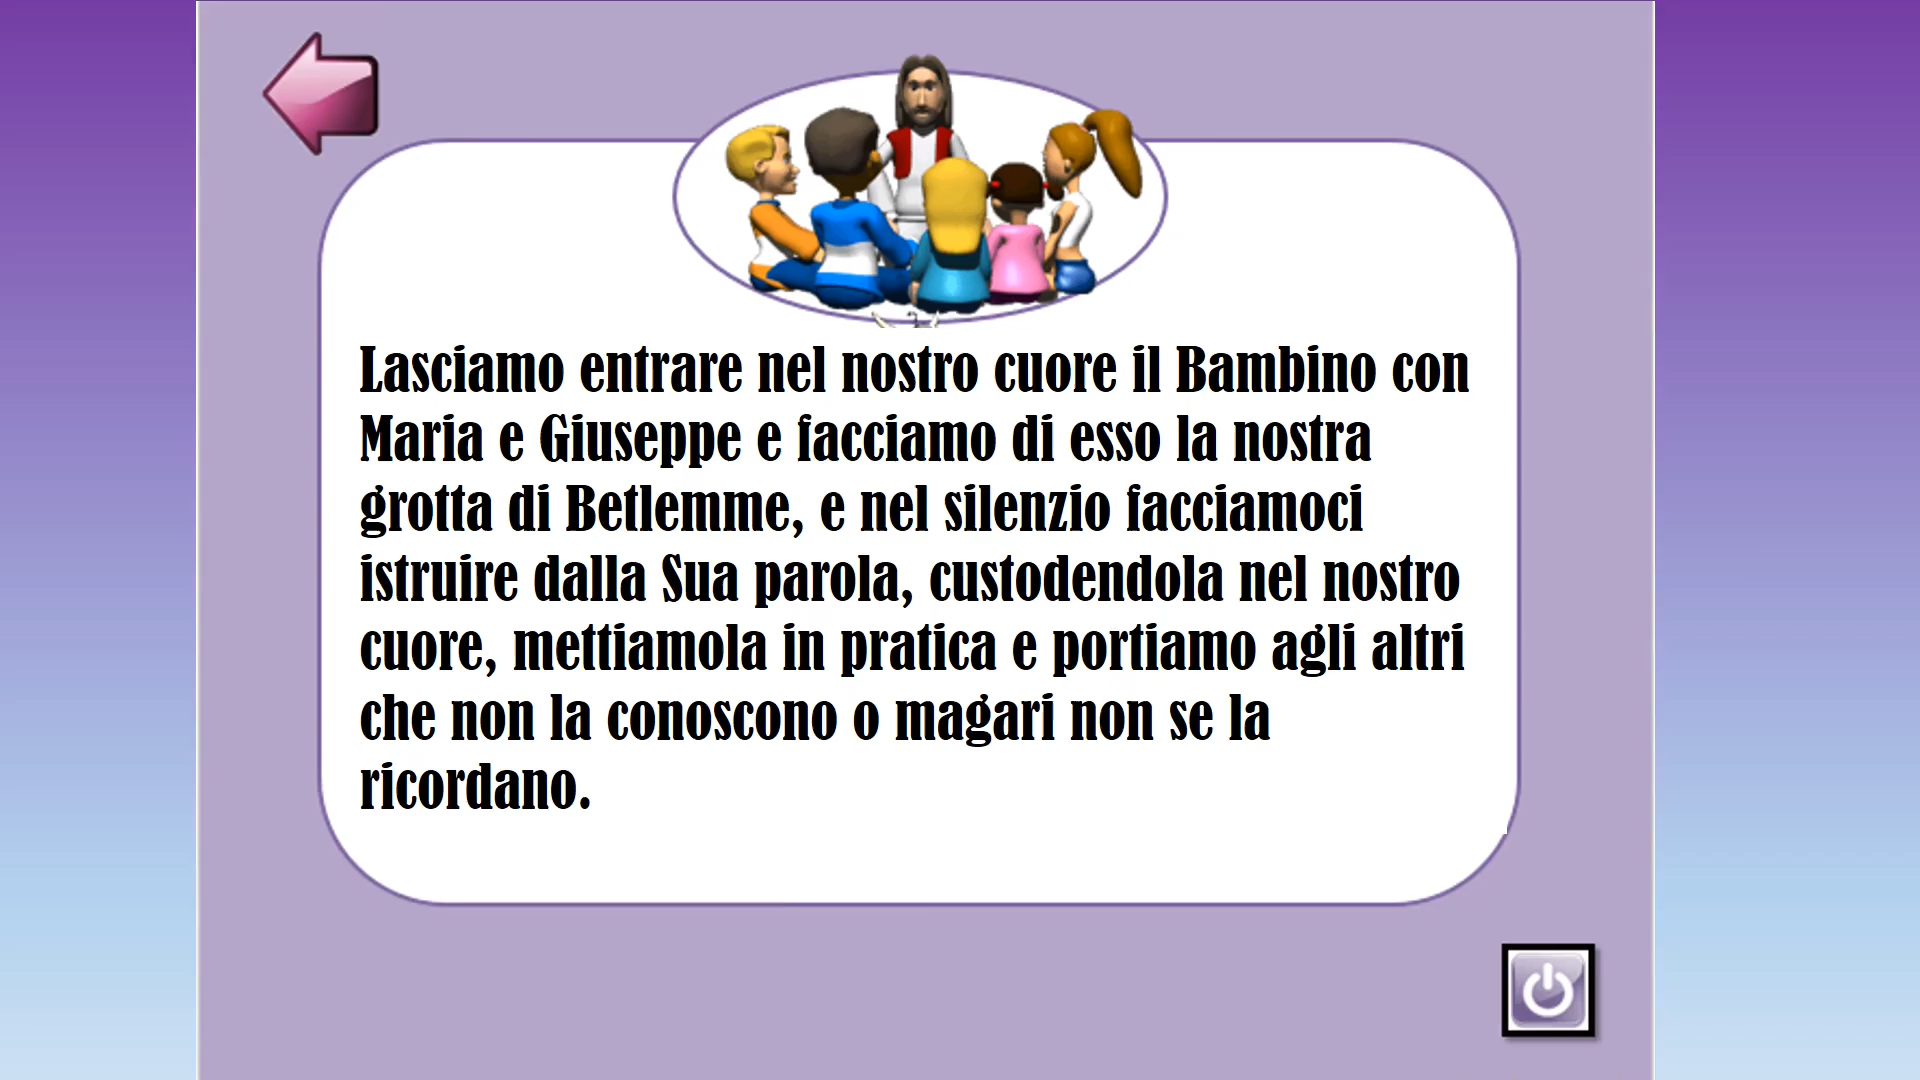 Lasciamo entrare nel nostro cuore il Bambino con
Maria e Giuseppe e facciamo di esso la nostra
grotta di Betlemme, e nel silenzio facciamoci
istruire dalla Sua parola, custodendola nel nostro
cuore, mettiamola in pratica e portiamo agli altri
che non la conoscono o magari non se la
ricordano.